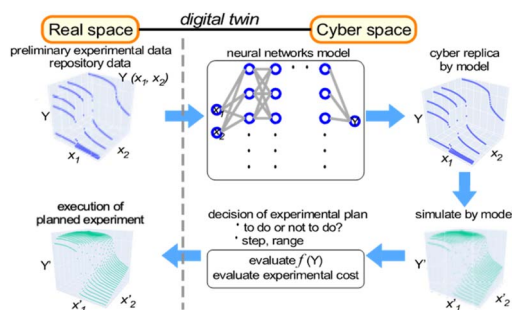 digital twin
Real space
Cyber space
preliminary experimental data
repository data
Y (x1, x2)
Y
x1
x2
neural networks model
x1
x2
Y
cyber replica
by model
Y
x1
x2
execution of
planned experiment
Y'
x'1
x'2
decision of experimental plan
• to do or not to do?
• step, range
evaluate f (Y)
evaluate experimental cost
simulate by mode
Y'
x'1
x'2